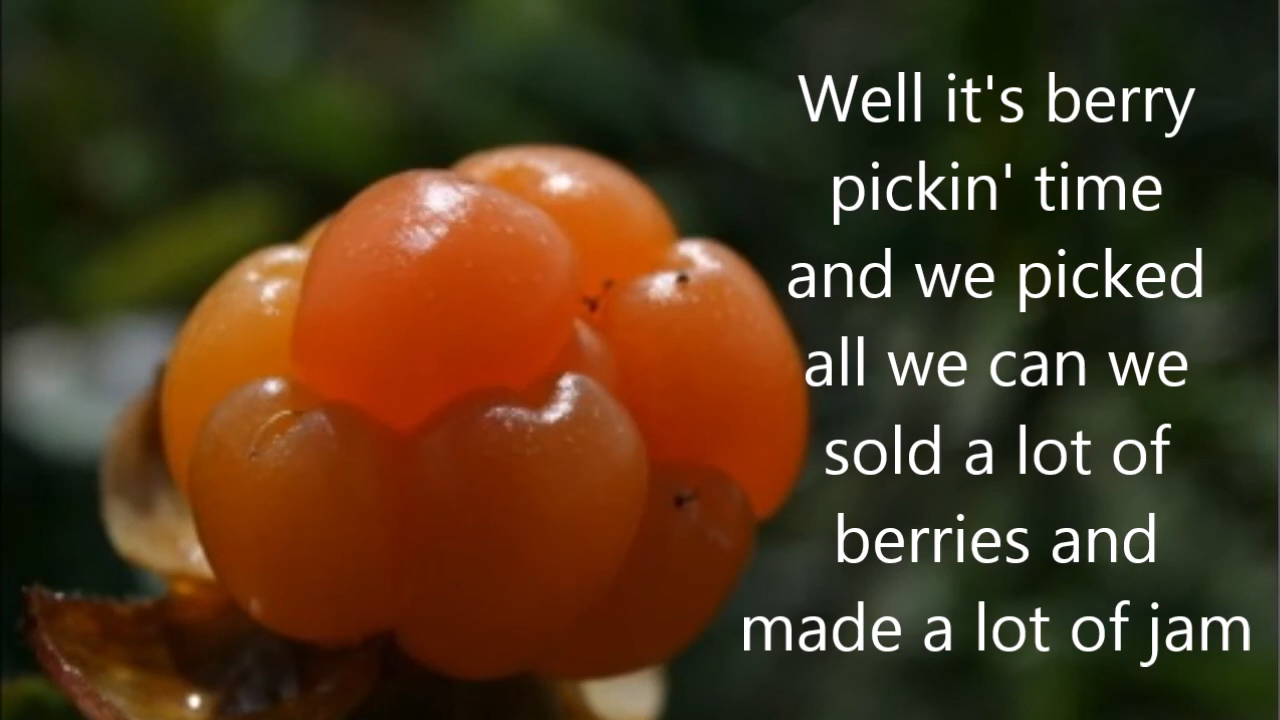 Well it's berry
pickin' time
and we picked
all we can we
sold a lot of
berries and
made a lot of jam